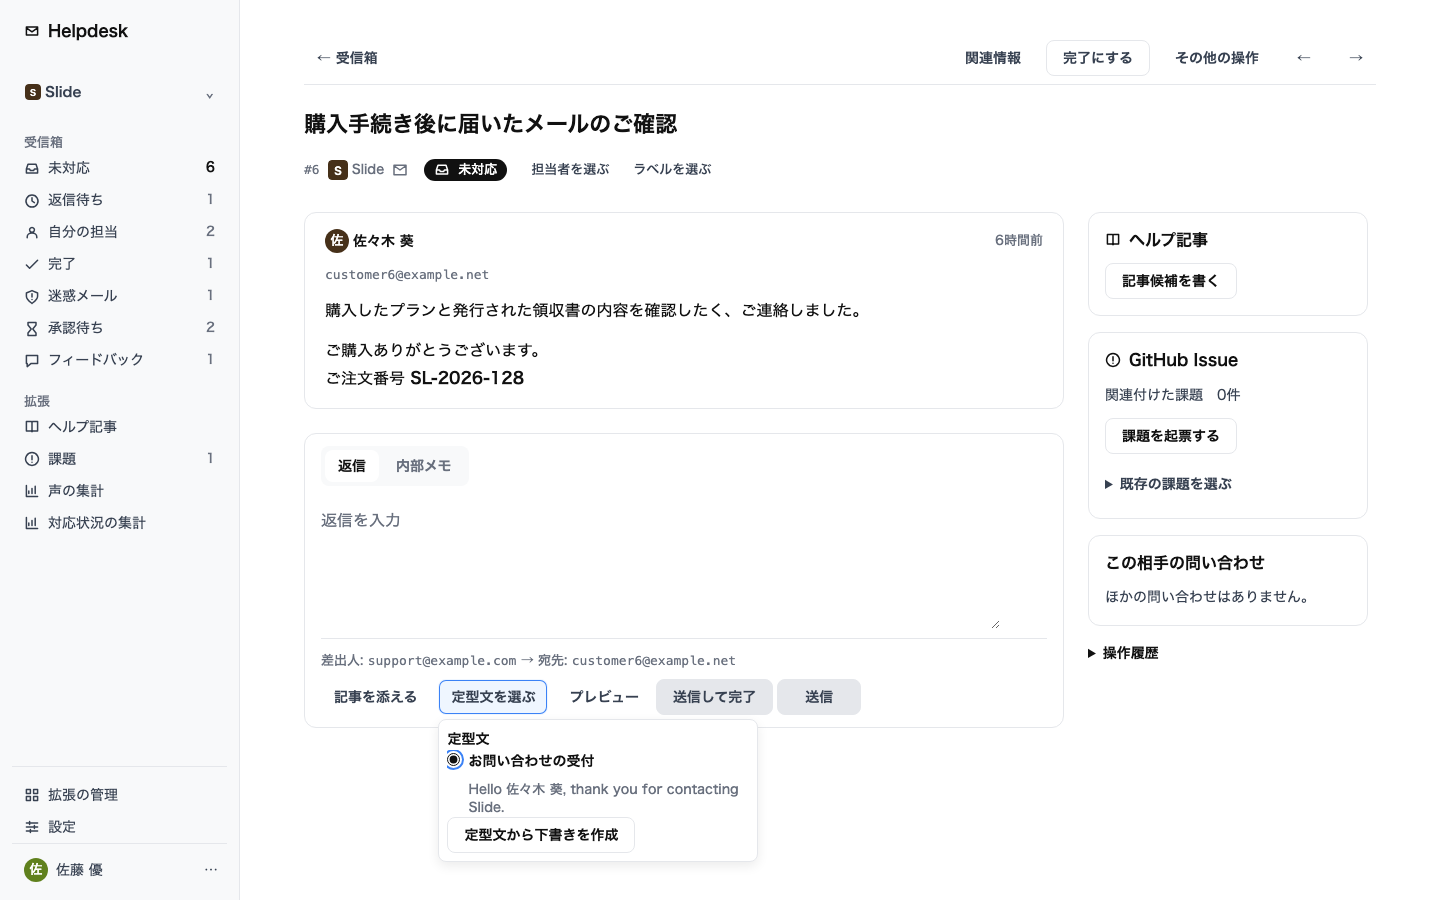 Helpdesk
S Slide
受信箱
未対応 6
返信待ち 1
自分の担当 2
完了 1
迷惑メール 1
承認待ち 2
フィードバック 1
拡張
ヘルプ記事
課題 1
声の集計
対応状況の集計
拡張の管理
設定
佐 佐藤 優 …
← 受信箱 関連情報 完了にする その他の操作 ← →
購入手続き後に届いたメールのご確認
#6 S Slide 未対応 担当者を選ぶ ラベルを選ぶ
佐 佐々木 葵 6時間前
customer6@example.net
購入したプランと発行された領収書の内容を確認したく、ご連絡しました。
ご購入ありがとうございます。
ご注文番号 SL-2026-128
返信 内部メモ
返信を入力
差出人: support@example.com → 宛先: customer6@example.net
記事を添える 定型文を選ぶ プレビュー 送信して完了 送信
定型文
お問い合わせの受付
Hello 佐々木 葵, thank you for contacting
Slide.
定型文から下書きを作成
ヘルプ記事
記事候補を書く
GitHub Issue
関連付けた課題 0件
課題を起票する
▶ 既存の課題を選ぶ
この相手の問い合わせ
ほかの問い合わせはありません。
▶ 操作履歴